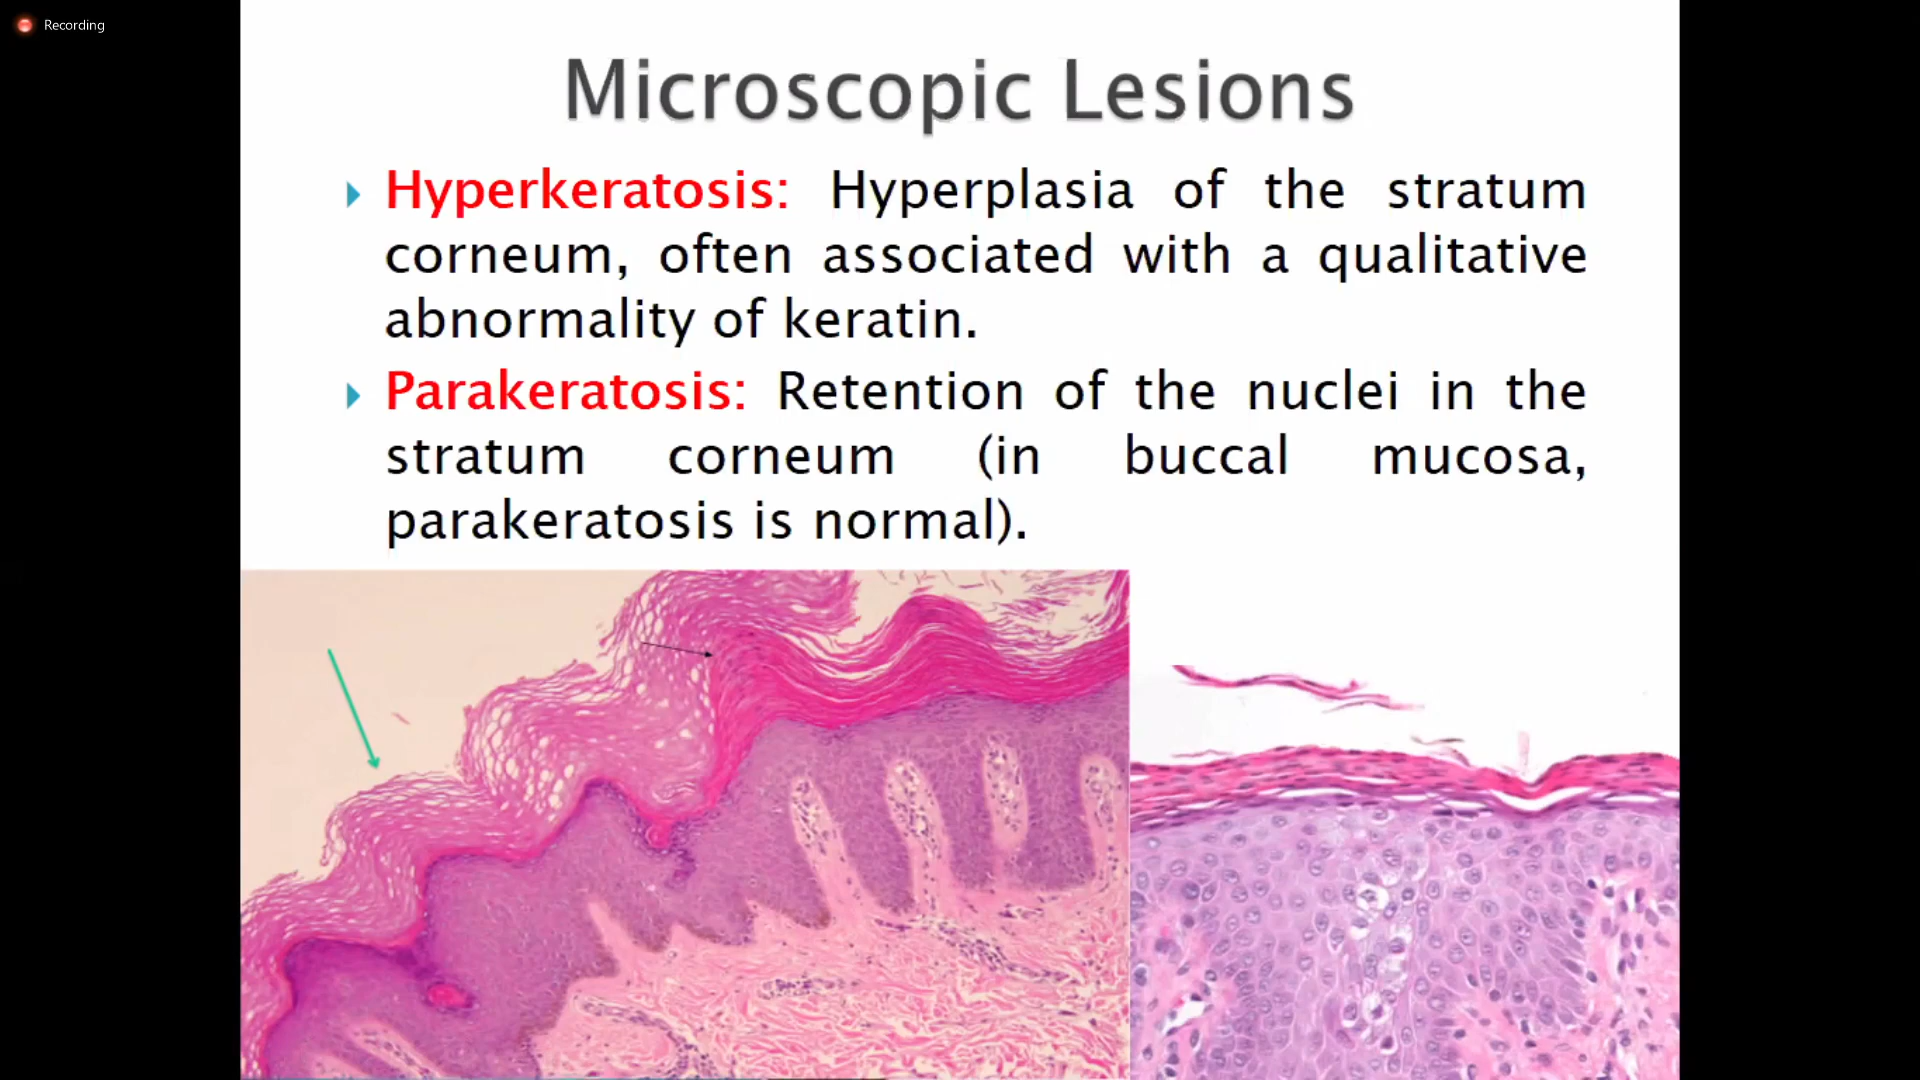 Recording
Microscopic Lesions
Hyperkeratosis: Hyperplasia of the stratum
corneum, often associated with a qualitative
abnormality of keratin.
Parakeratosis: Retention of the nuclei in the
stratum corneum (in buccal mucosa,
parakeratosis is normal).